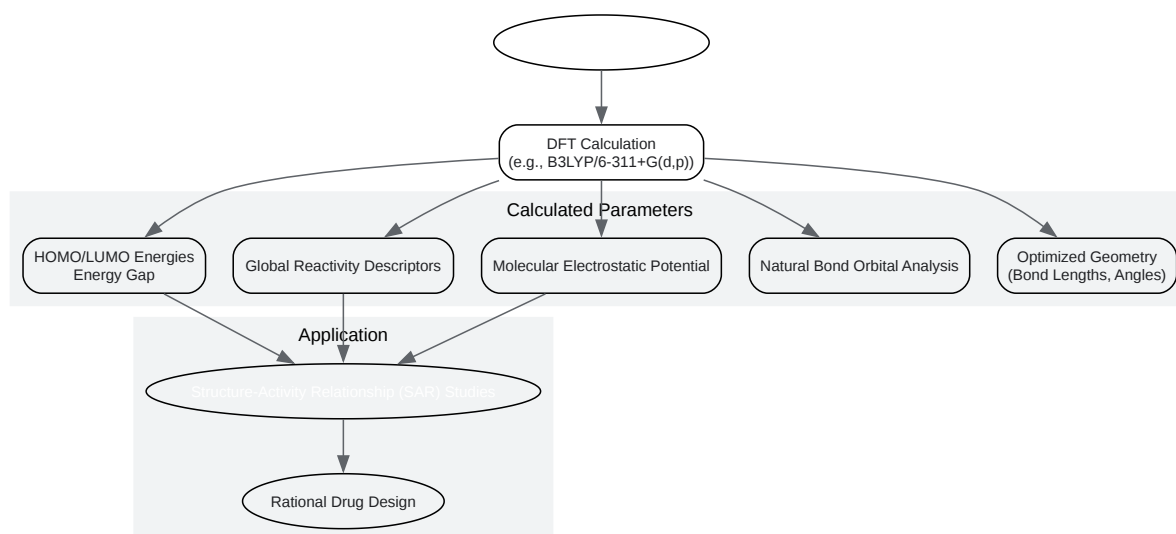 DFT Calculation
(e.g., B3LYP/6-311+G(d,p))
Calculated Parameters
HOMO/LUMO Energies
Energy Gap
Global Reactivity Descriptors
Molecular Electrostatic Potential
Natural Bond Orbital Analysis
Optimized Geometry
(Bond Lengths, Angles)
Application
Structure-Activity Relationship (SAR) Studies
Rational Drug Design